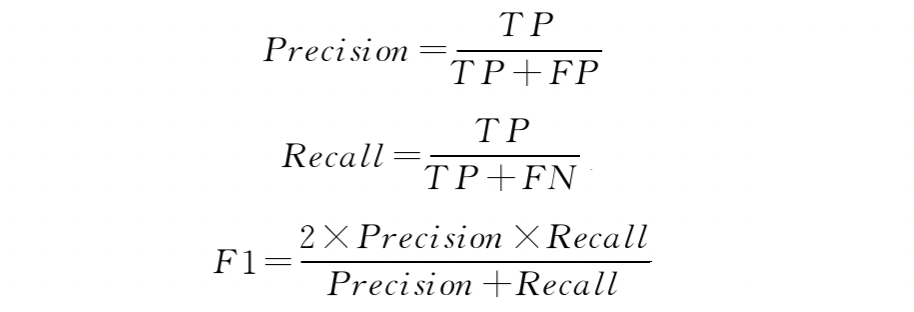 Precision = TP / TP + FP
Recall = TP / TP + FN
F1 = 2 × Precision × Recall / Precision + Recall